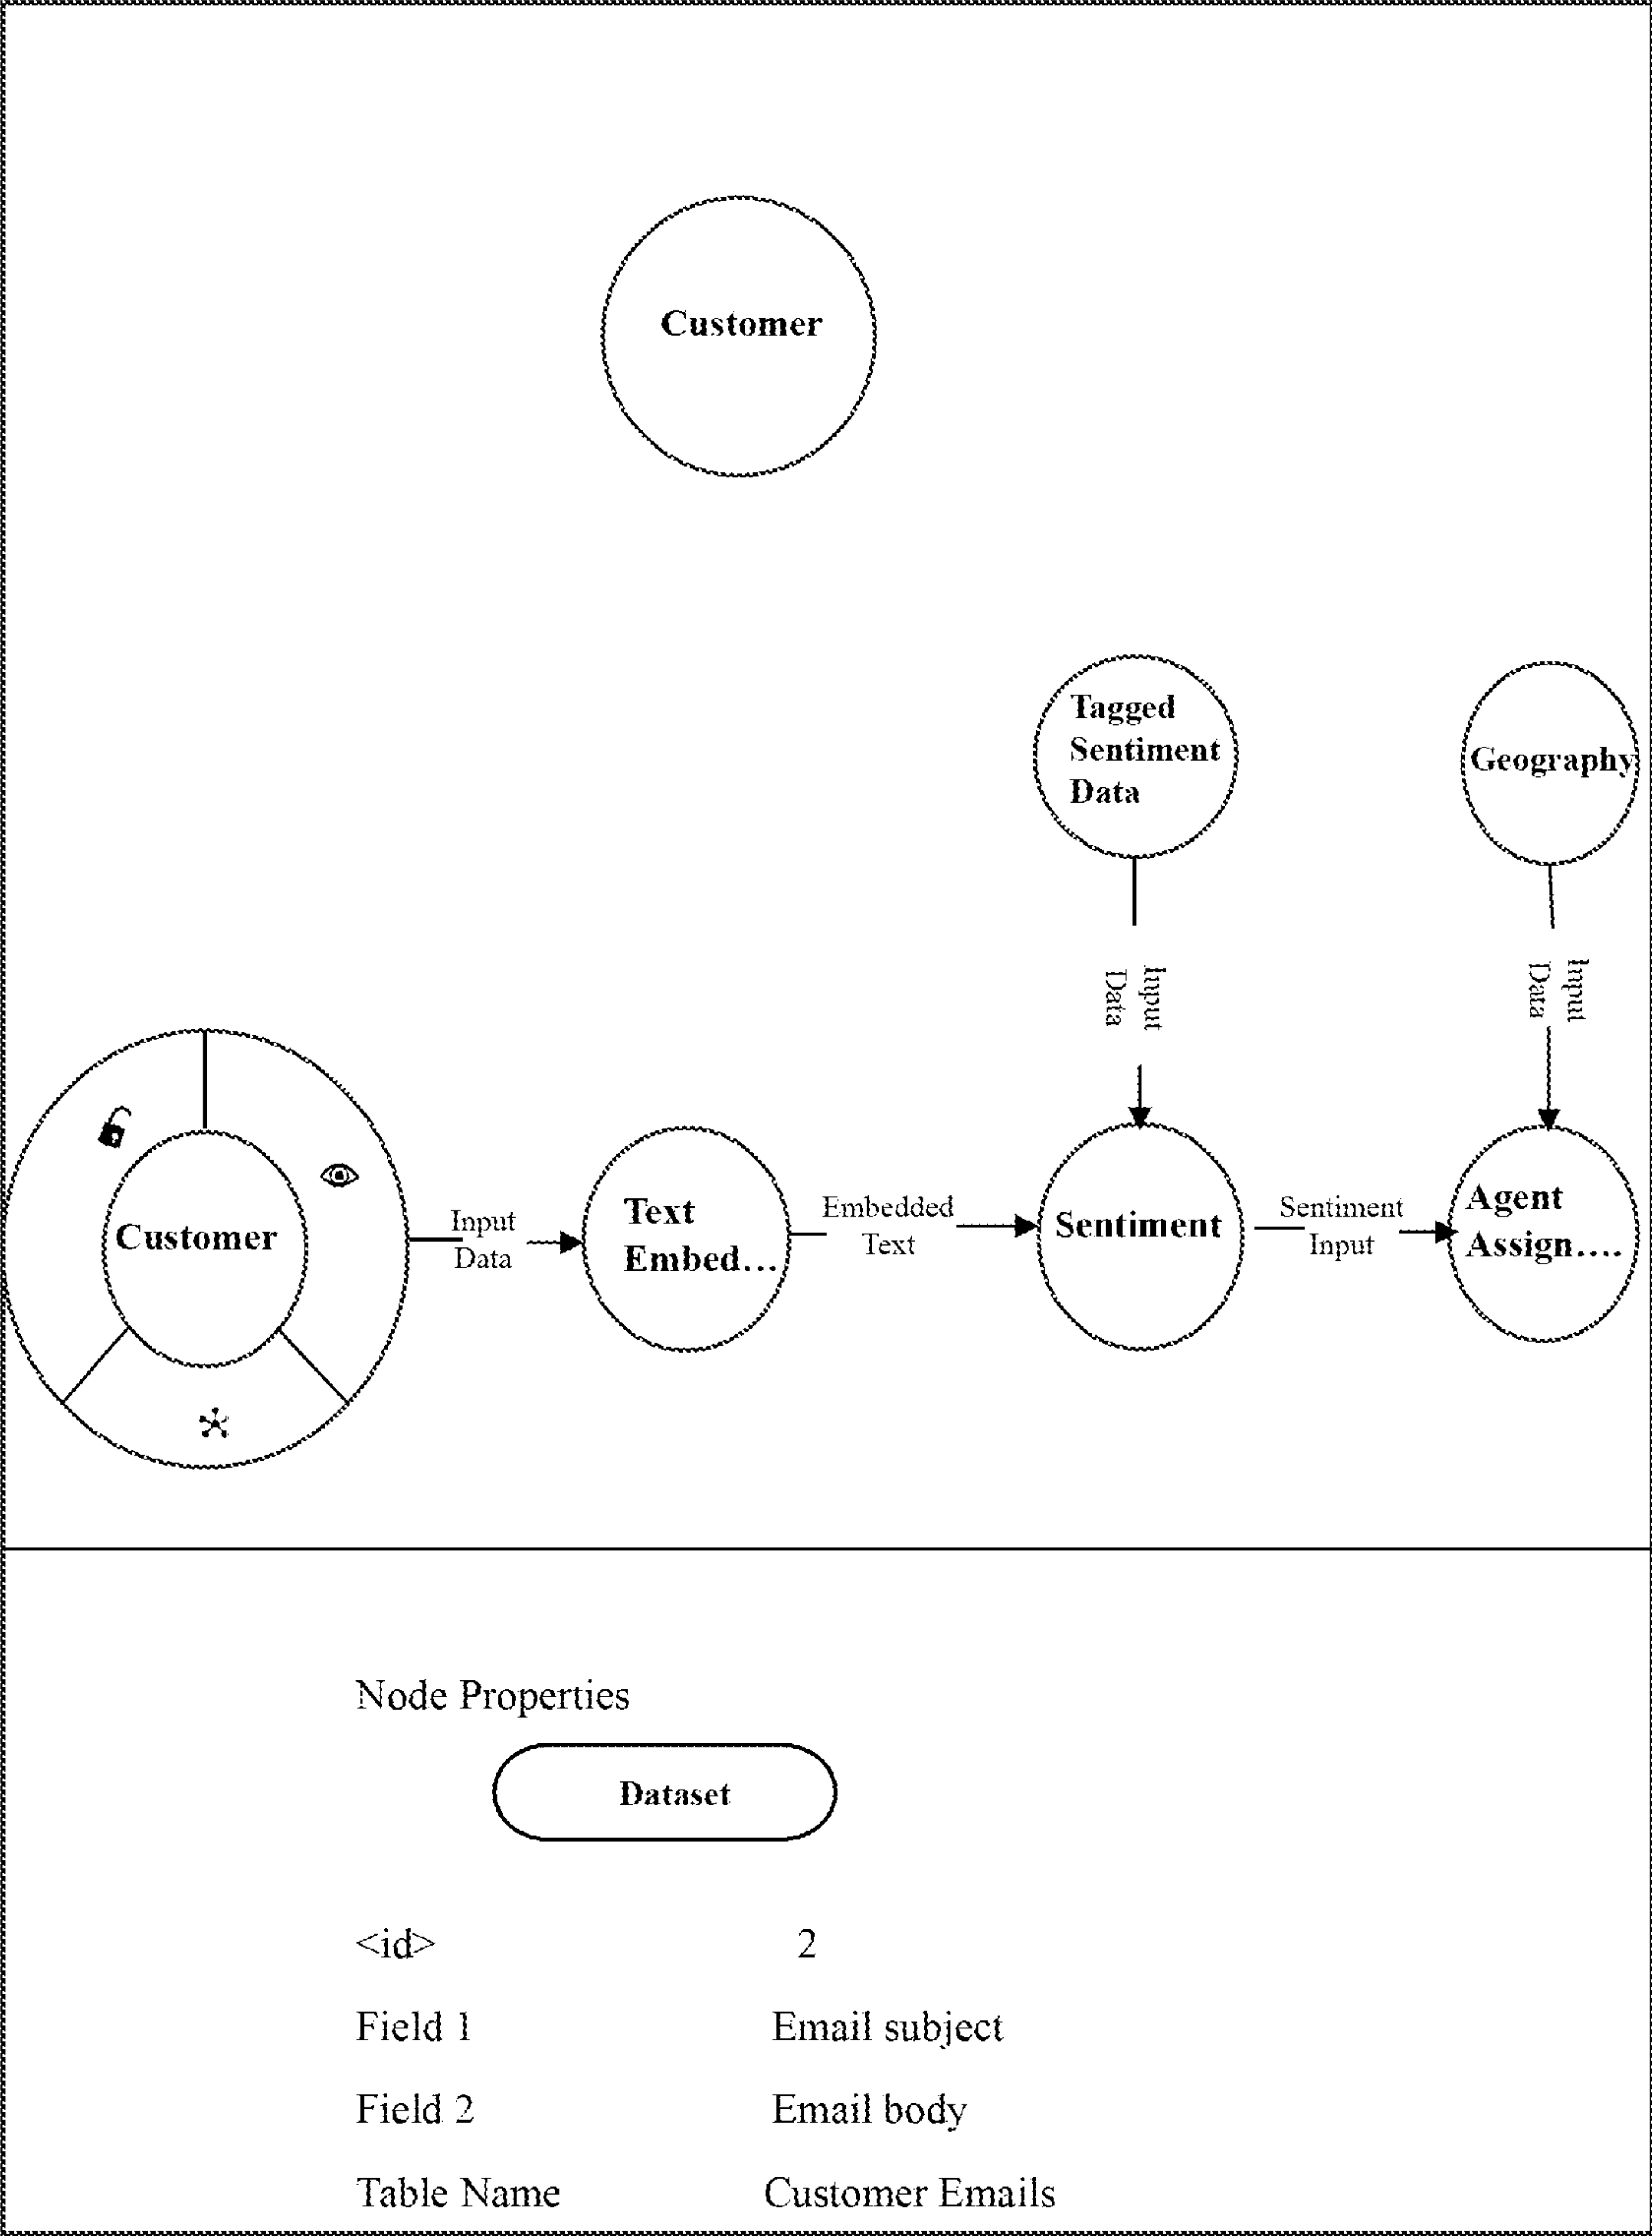 Customer
Tagged
Sentiment
Data
Geography
Input
Data
Input
Data
Customer
Input
Data
Text
Embed...
Embedded
Text
Sentiment
Sentiment
Input
Agent
Assign....
Node Properties
Dataset
<id> 2
Field 1 Email subject
Field 2 Email body
Table Name Customer Emails